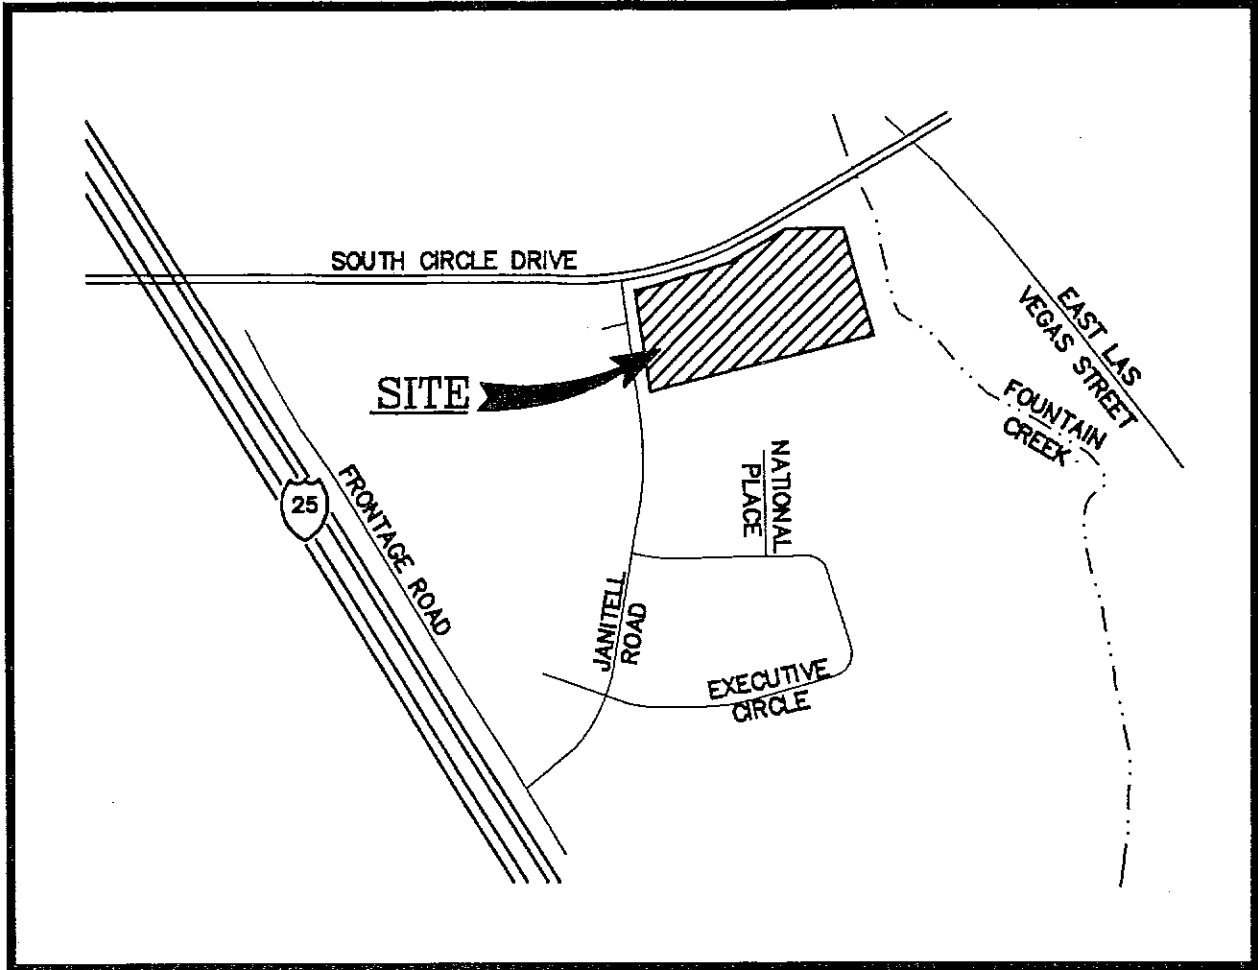 SOUTH CIRCLE DRIVE
EAST LAS
VEGAS STREET
SITE
FOUNTAIN
CREEK
NATIONAL
PLACE
25
FRONTAGE ROAD
JANITELL
ROAD
EXECUTIVE
CIRCLE